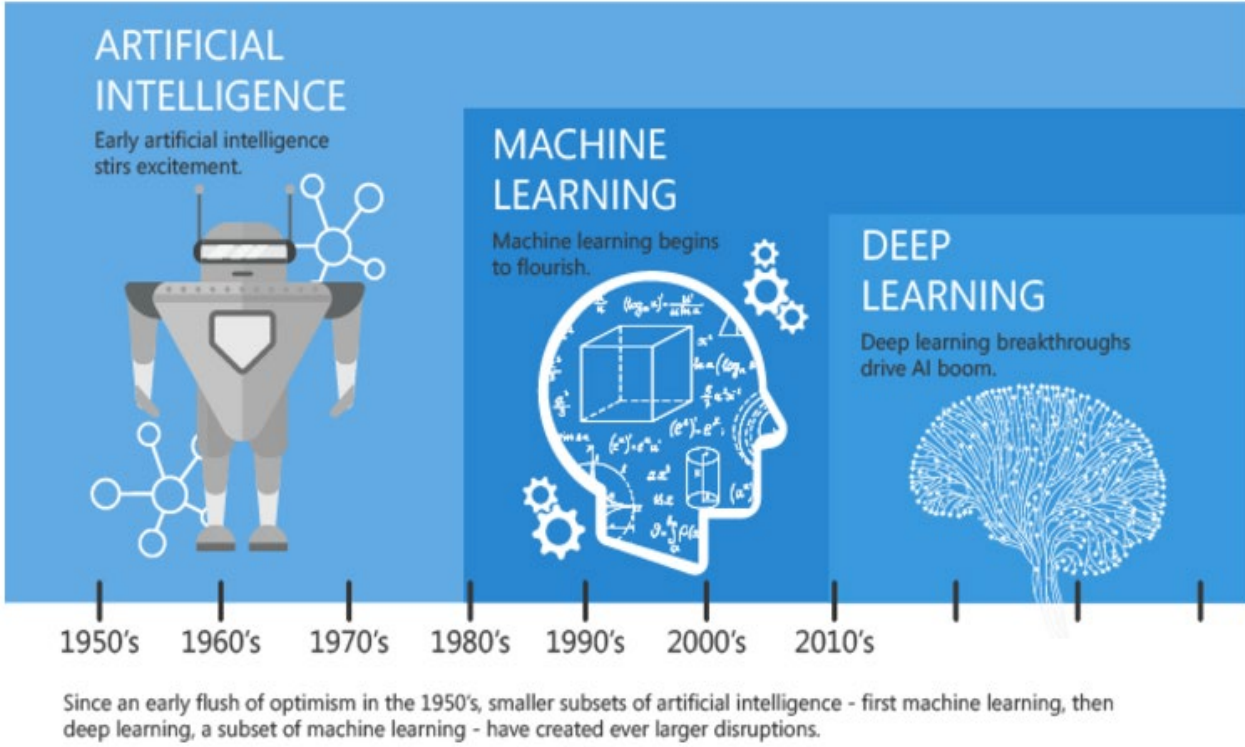 ARTIFICIAL
INTELLIGENCE
Early artificial intelligence
stirs excitement.
MACHINE
LEARNING
Machine learning begins
to flourish.
DEEP
LEARNING
Deep learning breakthroughs
drive AI boom.
1950's 1960's 1970's 1980's 1990's 2000's 2010's
Since an early flush of optimism in the 1950's, smaller subsets of artificial intelligence - first machine learning, then
deep learning, a subset of machine learning - have created ever larger disruptions.